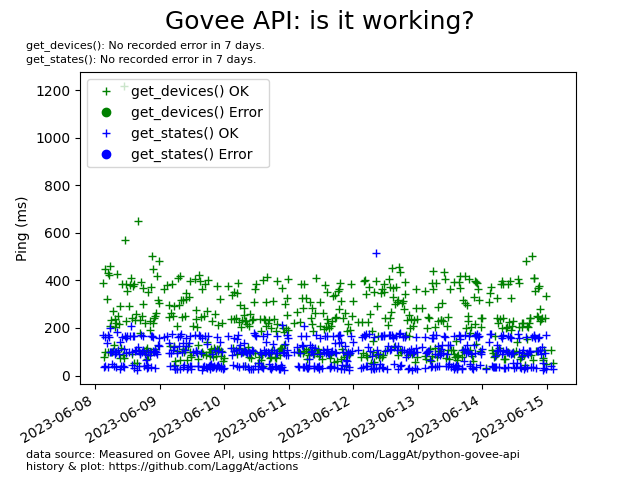 Govee API: is it working?
get_devices(): No recorded error in 7 days.
get_states(): No recorded error in 7 days.
get_devices() OK
get_devices() Error
get_states() OK
get_states() Error
1200
1000
800
600
400
200
0
Ping (ms)
2023-06-08
2023-06-09
2023-06-10
2023-06-11
2023-06-12
2023-06-13
2023-06-14
2023-06-15
data source: Measured on Govee API, using https://github.com/LaggAt/python-govee-api
history & plot: https://github.com/LaggAt/actions